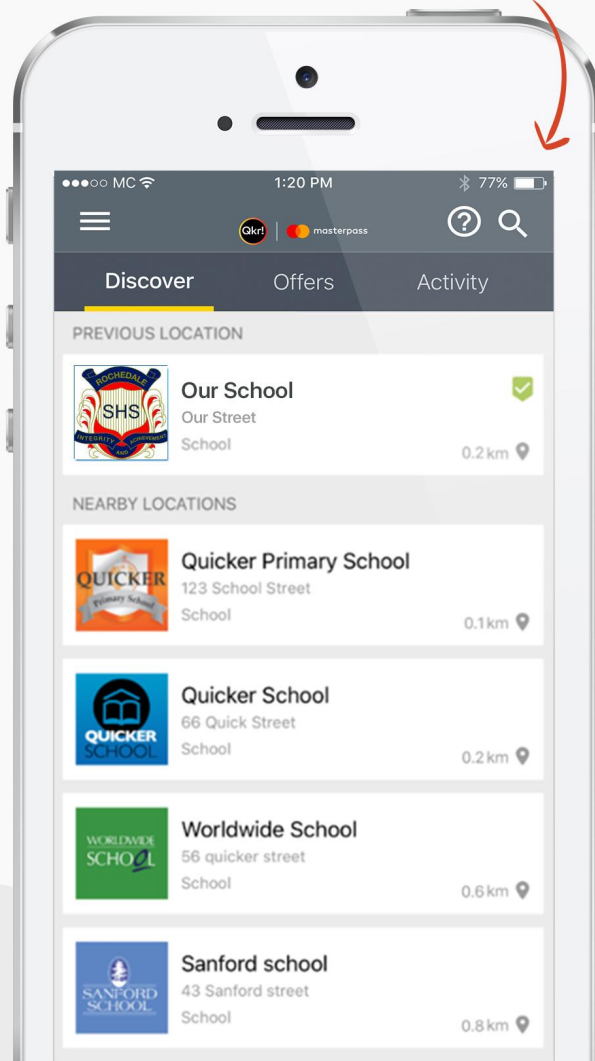 ●●●○○ MC 1:20 PM 77%
Qkr! | masterpass
Discover Offers Activity
PREVIOUS LOCATION
ROCHEDALE
SHS
INTEGRITY AND ACHIEVEMENT
Our School
Our Street
School
0.2 km
NEARBY LOCATIONS
QUICKER
Primary School
Quicker Primary School
123 School Street
School
0.1 km
QUICKER
SCHOOL
Quicker School
66 Quick Street
School
0.2 km
WORLDWIDE
SCHOOL
Worldwide School
56 quicker street
School
0.6 km
SANFORD
SCHOOL
Sanford school
43 Sanford street
School
0.8 km